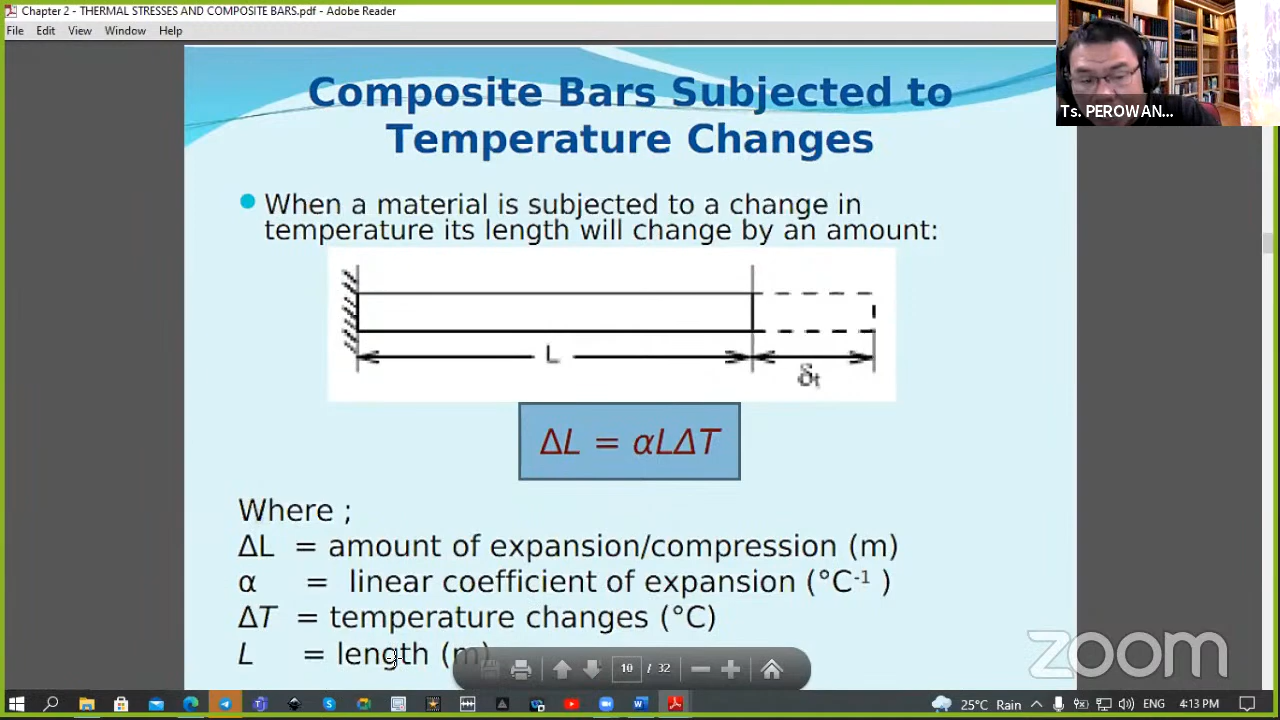 Chapter 2 - THERMAL STRESSES AND COMPOSITE BARS.pdf - Adobe Reader
File Edit View Window Help
Ts. PEROWAN...
Composite Bars Subjected to
Temperature Changes
When a material is subjected to a change in
temperature its length will change by an amount:
L
δt
ΔL = αLΔT
Where ;
ΔL = amount of expansion/compression (m)
α = linear coefficient of expansion (°C⁻¹ )
ΔT = temperature changes (°C)
L = length (m)
10 / 32
zoom
25°C Rain ENG 4:13 PM